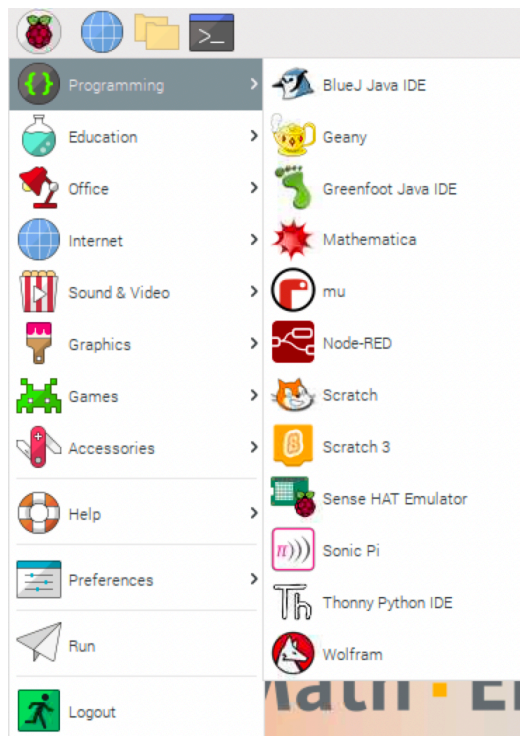 Programming
Education
Office
Internet
Sound & Video
Graphics
Games
Accessories
Help
Preferences
Run
Logout
BlueJ Java IDE
Geany
Greenfoot Java IDE
Mathematica
mu
Node-RED
Scratch
Scratch 3
Sense HAT Emulator
Sonic Pi
Thonny Python IDE
Wolfram